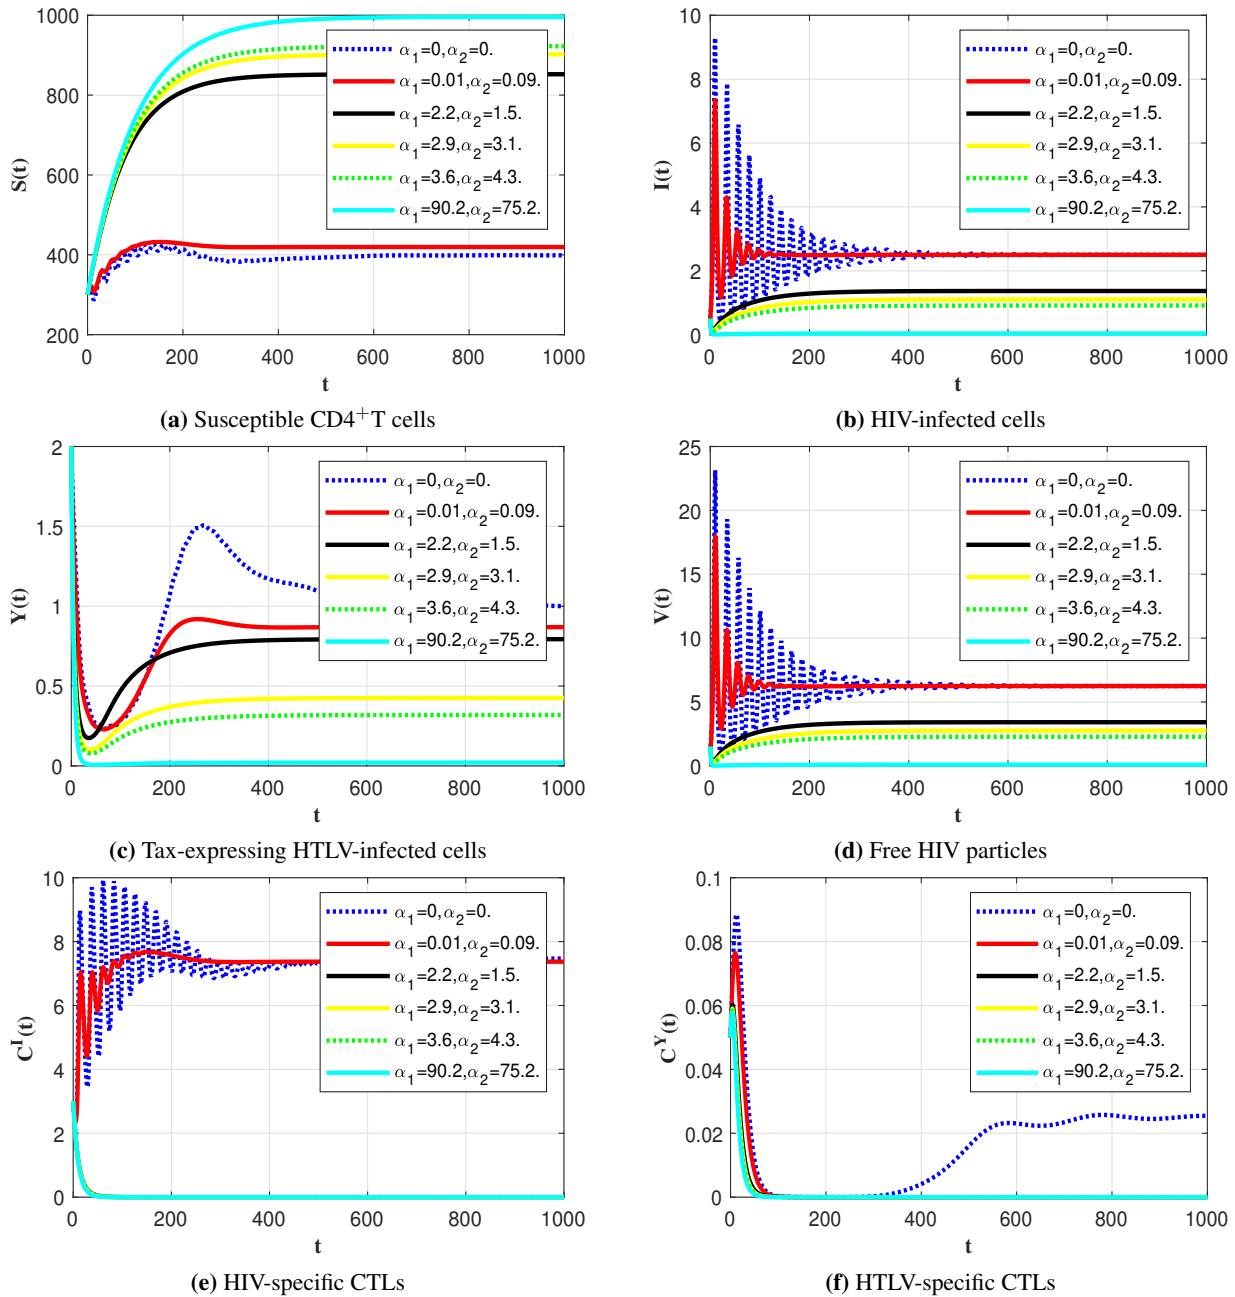 1000
800
600
400
200
S(t)
α1=0,α2=0.
α1=0.01,α2=0.09.
α1=2.2,α2=1.5.
α1=2.9,α2=3.1.
α1=3.6,α2=4.3.
α1=90.2,α2=75.2.
0 200 400 600 800 1000
t
(a) Susceptible CD4+T cells
10
8
6
4
2
0
I(t)
α1=0,α2=0.
α1=0.01,α2=0.09.
α1=2.2,α2=1.5.
α1=2.9,α2=3.1.
α1=3.6,α2=4.3.
α1=90.2,α2=75.2.
0 200 400 600 800 1000
t
(b) HIV-infected cells
2
1.5
1
0.5
0
Y(t)
α1=0,α2=0.
α1=0.01,α2=0.09.
α1=2.2,α2=1.5.
α1=2.9,α2=3.1.
α1=3.6,α2=4.3.
α1=90.2,α2=75.2.
0 200 400 600 800 1000
t
(c) Tax-expressing HTLV-infected cells
25
20
15
10
5
0
V(t)
α1=0,α2=0.
α1=0.01,α2=0.09.
α1=2.2,α2=1.5.
α1=2.9,α2=3.1.
α1=3.6,α2=4.3.
α1=90.2,α2=75.2.
0 200 400 600 800 1000
t
(d) Free HIV particles
10
8
6
4
2
0
C^I(t)
α1=0,α2=0.
α1=0.01,α2=0.09.
α1=2.2,α2=1.5.
α1=2.9,α2=3.1.
α1=3.6,α2=4.3.
α1=90.2,α2=75.2.
0 200 400 600 800 1000
t
(e) HIV-specific CTLs
0.1
0.08
0.06
0.04
0.02
0
C^Y(t)
α1=0,α2=0.
α1=0.01,α2=0.09.
α1=2.2,α2=1.5.
α1=2.9,α2=3.1.
α1=3.6,α2=4.3.
α1=90.2,α2=75.2.
0 200 400 600 800 1000
t
(f) HTLV-specific CTLs